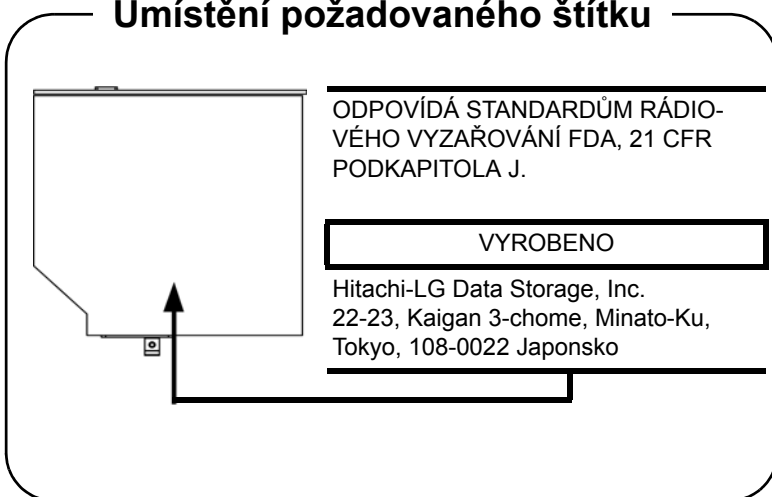 Umístění požadovaného štítku
ODPOVÍDÁ STANDARDŮM RÁDIO-
VÉHO VYZAŘOVÁNÍ FDA, 21 CFR
PODKAPITOLA J.
VYROBENO
Hitachi-LG Data Storage, Inc.
22-23, Kaigan 3-chome, Minato-Ku,
Tokyo, 108-0022 Japonsko